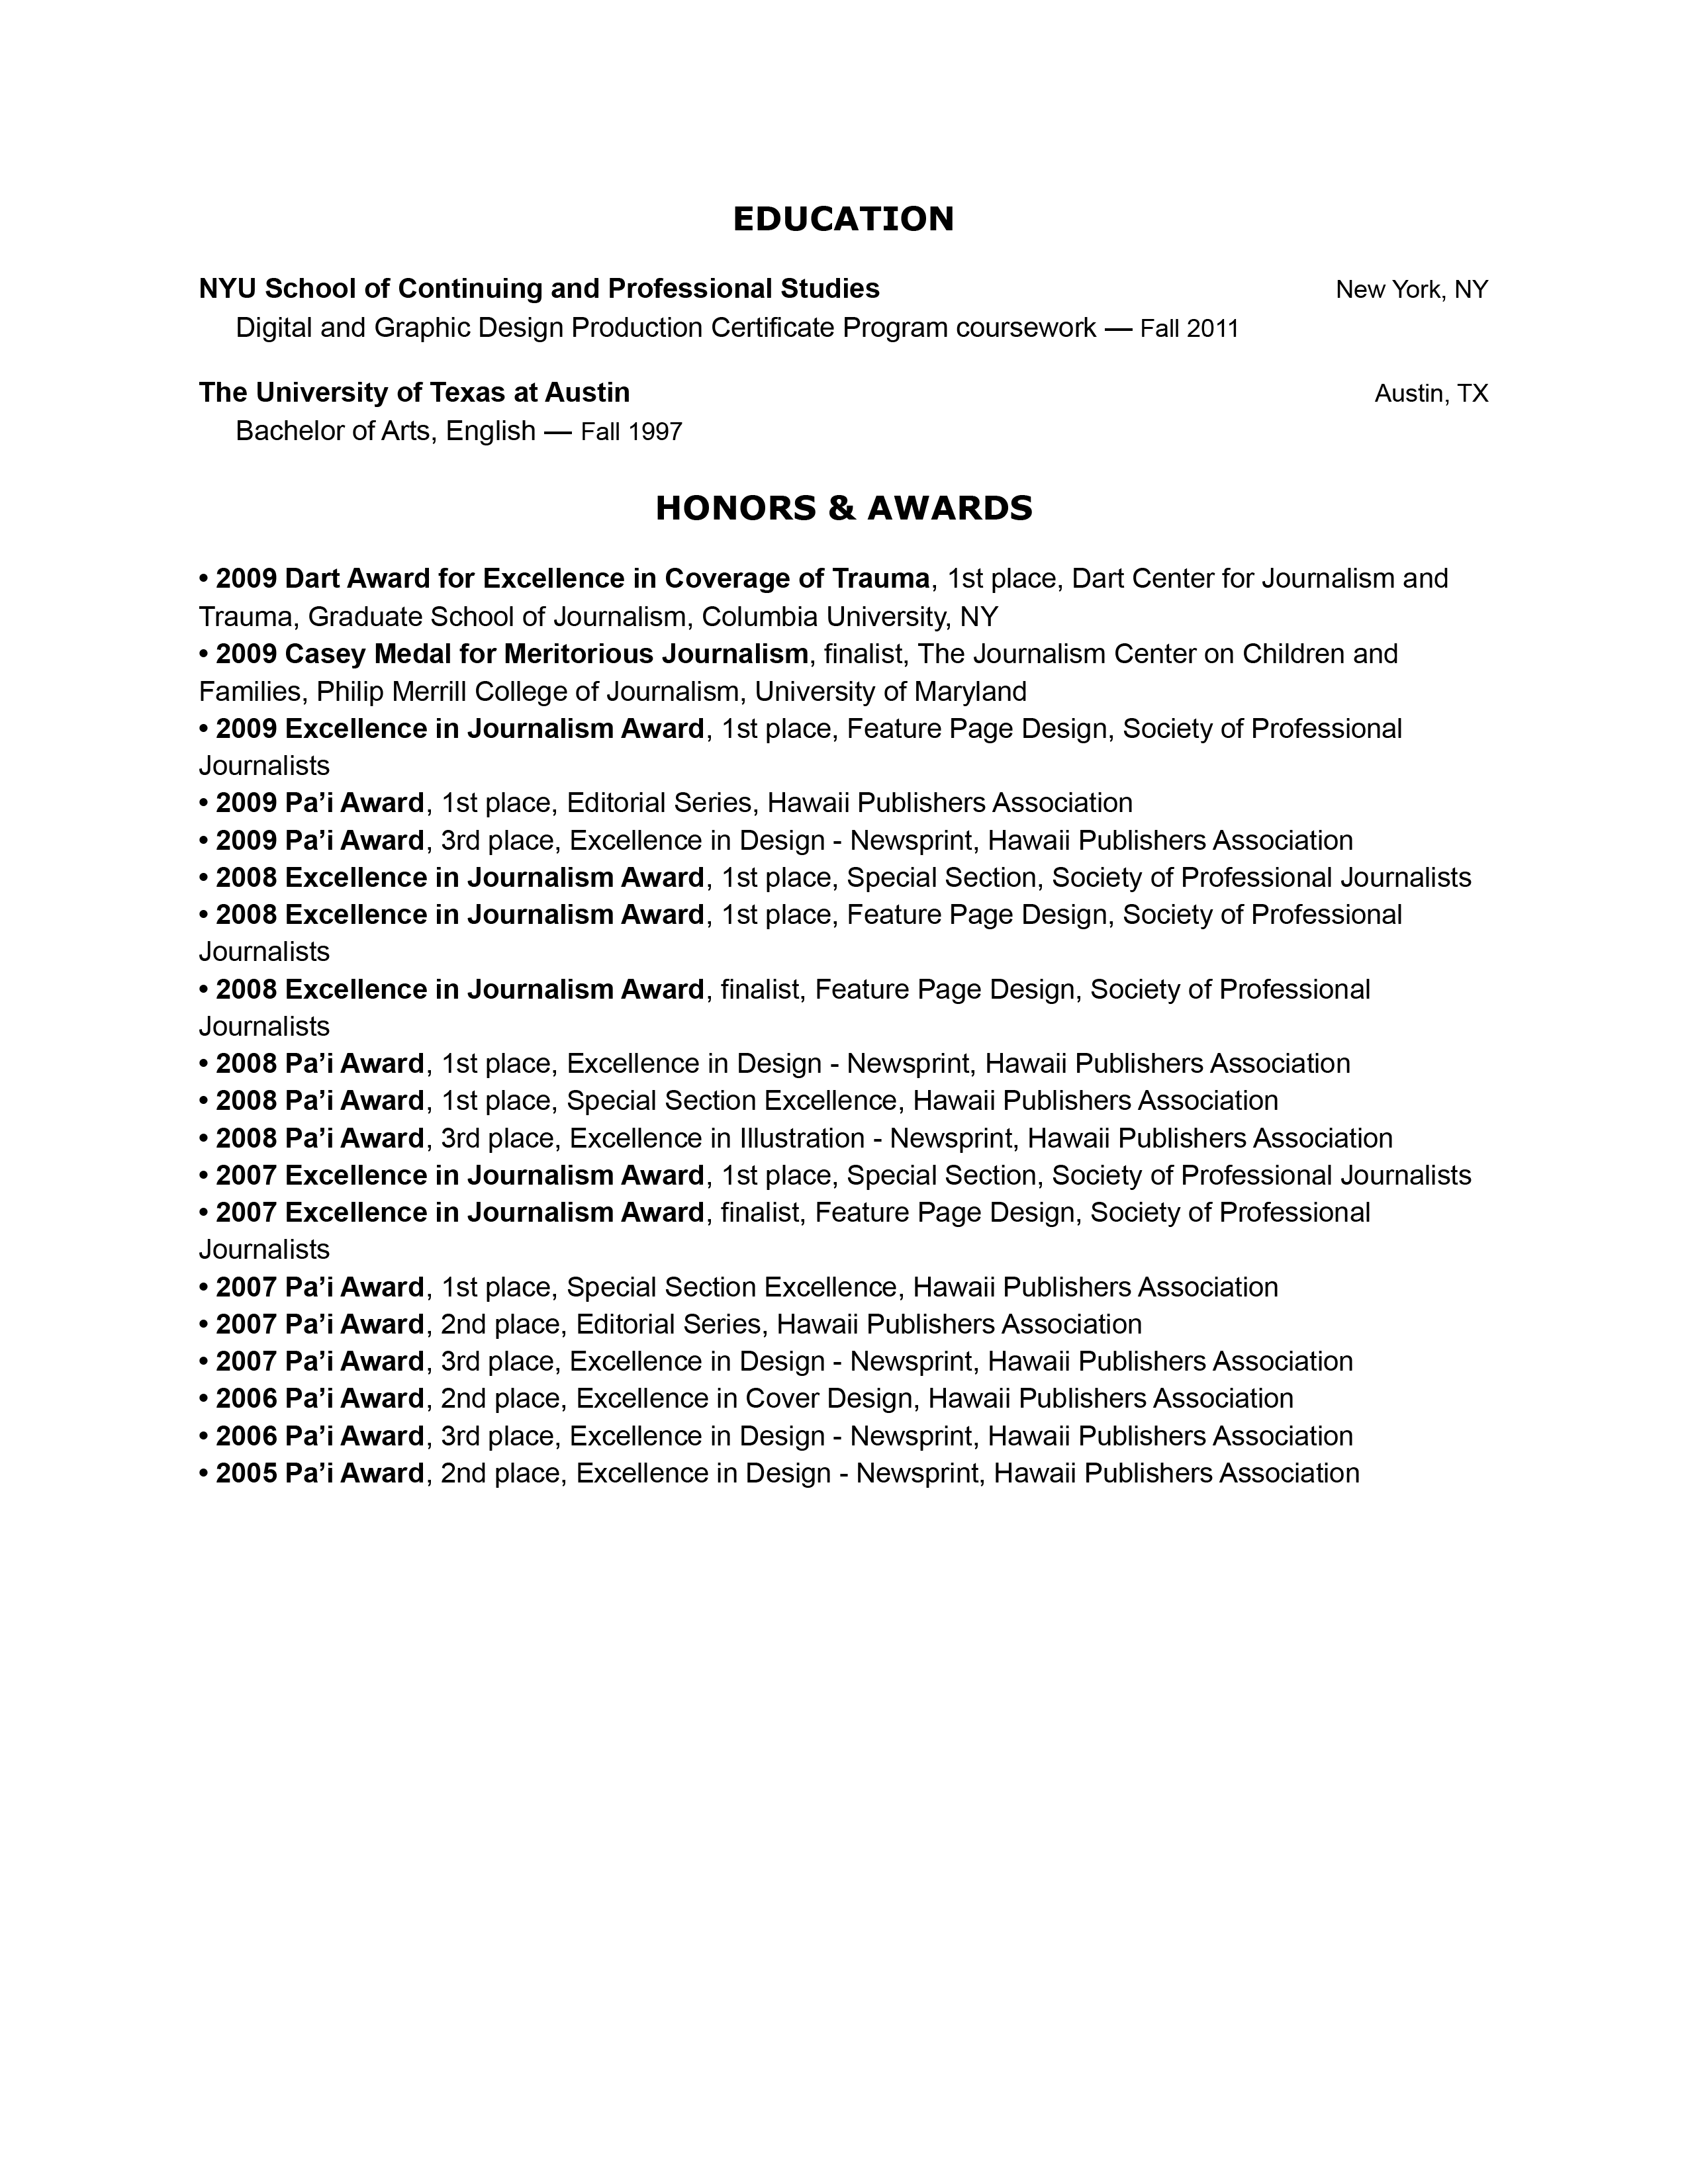 EDUCATION
NYU School of Continuing and Professional Studies New York, NY
Digital and Graphic Design Production Certificate Program coursework — Fall 2011
The University of Texas at Austin Austin, TX
Bachelor of Arts, English — Fall 1997
HONORS & AWARDS
• 2009 Dart Award for Excellence in Coverage of Trauma, 1st place, Dart Center for Journalism and
Trauma, Graduate School of Journalism, Columbia University, NY
• 2009 Casey Medal for Meritorious Journalism, finalist, The Journalism Center on Children and
Families, Philip Merrill College of Journalism, University of Maryland
• 2009 Excellence in Journalism Award, 1st place, Feature Page Design, Society of Professional
Journalists
• 2009 Pa’i Award, 1st place, Editorial Series, Hawaii Publishers Association
• 2009 Pa’i Award, 3rd place, Excellence in Design - Newsprint, Hawaii Publishers Association
• 2008 Excellence in Journalism Award, 1st place, Special Section, Society of Professional Journalists
• 2008 Excellence in Journalism Award, 1st place, Feature Page Design, Society of Professional
Journalists
• 2008 Excellence in Journalism Award, finalist, Feature Page Design, Society of Professional
Journalists
• 2008 Pa’i Award, 1st place, Excellence in Design - Newsprint, Hawaii Publishers Association
• 2008 Pa’i Award, 1st place, Special Section Excellence, Hawaii Publishers Association
• 2008 Pa’i Award, 3rd place, Excellence in Illustration - Newsprint, Hawaii Publishers Association
• 2007 Excellence in Journalism Award, 1st place, Special Section, Society of Professional Journalists
• 2007 Excellence in Journalism Award, finalist, Feature Page Design, Society of Professional
Journalists
• 2007 Pa’i Award, 1st place, Special Section Excellence, Hawaii Publishers Association
• 2007 Pa’i Award, 2nd place, Editorial Series, Hawaii Publishers Association
• 2007 Pa’i Award, 3rd place, Excellence in Design - Newsprint, Hawaii Publishers Association
• 2006 Pa’i Award, 2nd place, Excellence in Cover Design, Hawaii Publishers Association
• 2006 Pa’i Award, 3rd place, Excellence in Design - Newsprint, Hawaii Publishers Association
• 2005 Pa’i Award, 2nd place, Excellence in Design - Newsprint, Hawaii Publishers Association